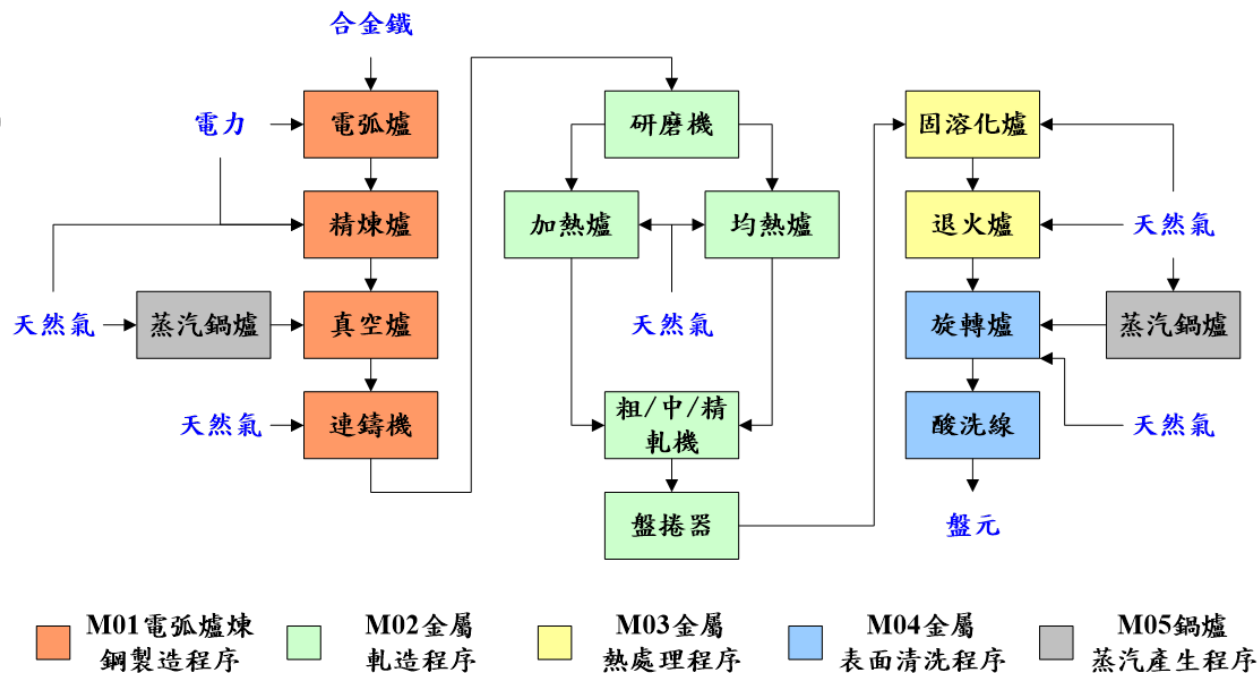 合金鐵
電力
電弧爐
研磨機
固溶化爐
精煉爐
加熱爐
均熱爐
退火爐
天然氣
天然氣
蒸汽鍋爐
真空爐
天然氣
旋轉爐
蒸汽鍋爐
天然氣
連鑄機
粗/中/精
軋機
酸洗線
天然氣
盤捲器
盤元
M01電弧爐煉
鋼製造程序
M02金屬
軋造程序
M03金屬
熱處理程序
M04金屬
表面清洗程序
M05鍋爐
蒸汽產生程序